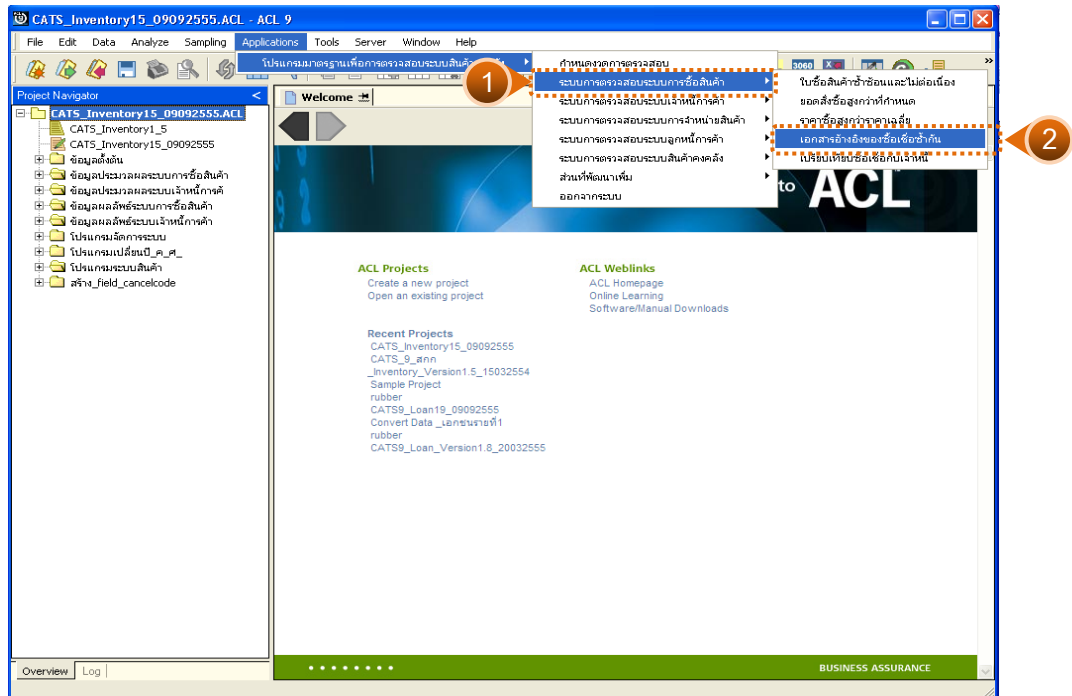 CATS_Inventory15_09092555.ACL - ACL 9
File Edit Data Analyze Sampling Applications Tools Server Window Help
โปรแกรมมาตรฐานเพื่อการตรวจสอบระบบสินค้า
1
กำหนดงวดการตรวจสอบ
ระบบการตรวจสอบระบบการซื้อสินค้า
ระบบการตรวจสอบระบบเจ้าหนี้การค้า
ระบบการตรวจสอบระบบการจำหน่ายสินค้า
ระบบการตรวจสอบระบบลูกหนี้การค้า
ระบบการตรวจสอบระบบสินค้าคงคลัง
ส่วนที่พัฒนาเพิ่ม
ออกจากระบบ
ใบซื้อสินค้าซ้ำซ้อนและไม่ต่อเนื่อง
ยอดสั่งซื้อสูงกว่าที่กำหนด
ราคาซื้อสูงกว่าราคาเฉลี่ย
เอกสารอ้างอิงของซื้อเชื่อซ้ำกัน
เปรียบเทียบซื้อเชื่อกับเจ้าหนี้
2
Project Navigator <
CATS_Inventory15_09092555.ACL
CATS_Inventory1_5
CATS_Inventory15_09092555
ข้อมูลตั้งต้น
ข้อมูลประมวลผลระบบการซื้อสินค้า
ข้อมูลประมวลผลระบบเจ้าหนี้การค้
ข้อมูลผลลัพธ์ระบบการซื้อสินค้า
ข้อมูลผลลัพธ์ระบบเจ้าหนี้การค้า
โปรแกรมจัดการระบบ
โปรแกรมเปลี่ยนปี_ค_ศ_
โปรแกรมระบบสินค้า
สร้าง_field_cancelcode
Welcome
to ACL
ACL Projects
Create a new project
Open an existing project
Recent Projects
CATS_Inventory15_09092555
CATS_9_สกก
_Inventory_Version1.5_15032554
Sample Project
rubber
CATS9_Loan19_09092555
Convert Data _เอกชนรายที่1
rubber
CATS9_Loan_Version1.8_20032555
ACL Weblinks
ACL Homepage
Online Learning
Software/Manual Downloads
Overview Log
BUSINESS ASSURANCE